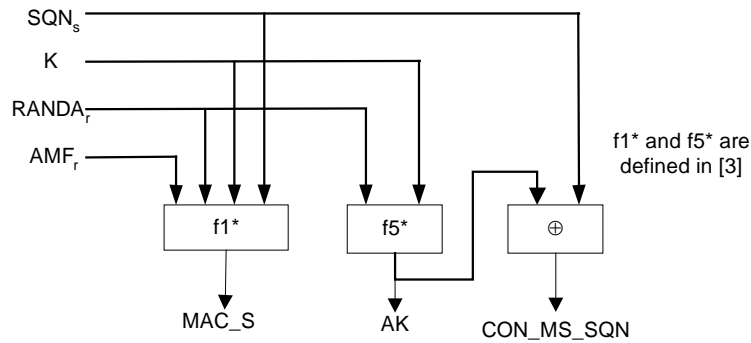 SQNₛ
K
RANDAᵣ
AMFᵣ
f1* and f5* are
defined in [3]
f1*
f5*
⊕
MAC_S
AK
CON_MS_SQN